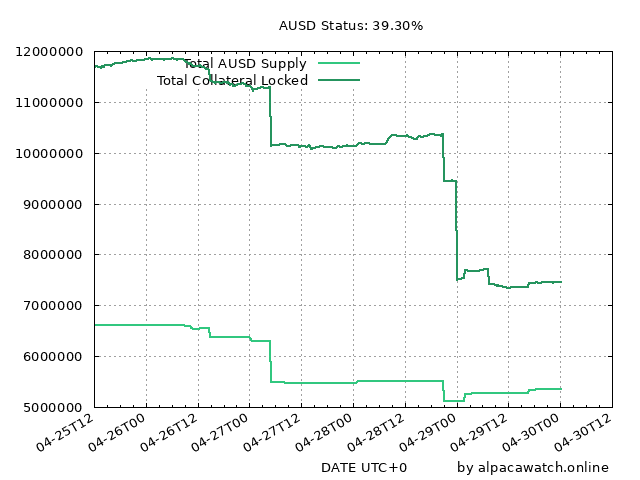 AUSD Status: 39.30%
12000000
Total AUSD Supply
Total Collateral Locked
11000000
10000000
9000000
8000000
7000000
6000000
5000000
04-25T12
04-26T00
04-26T12
04-27T00
04-27T12
04-28T00
04-28T12
04-29T00
04-29T12
04-30T00
04-30T12
DATE UTC+0
by alpacawatch.online